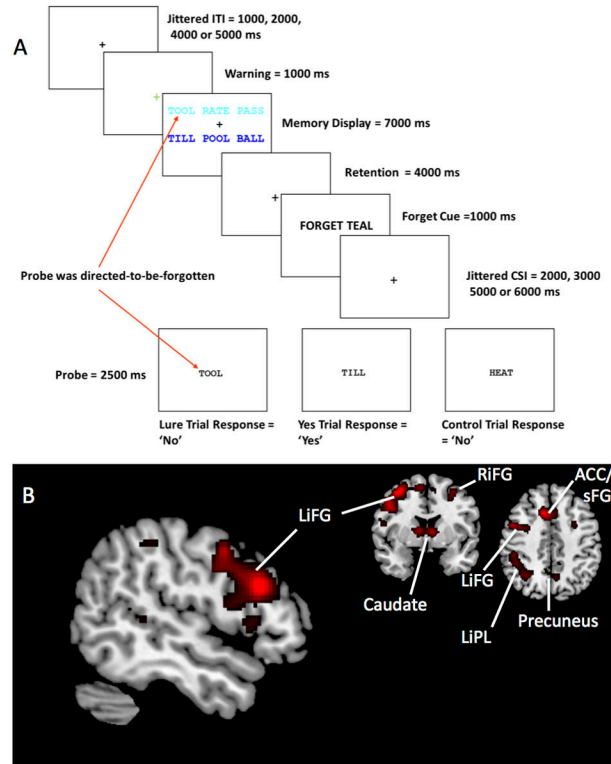 Jittered ITI = 1000, 2000,
4000 or 5000 ms
A
Warning = 1000 ms
TOOL RATE PASS
TILL POOL BALL
Memory Display = 7000 ms
Retention = 4000 ms
FORGET TEAL
Forget Cue =1000 ms
Probe was directed-to-be-forgotten
Jittered CSI = 2000, 3000
5000 or 6000 ms
Probe = 2500 ms
TOOL
TILL
HEAT
Lure Trial Response =
‘No’
Yes Trial Response =
‘Yes’
Control Trial Response
= ‘No’
B
LiFG
RiFG
ACC/
sFG
LiFG
Caudate
LiPL
Precuneus